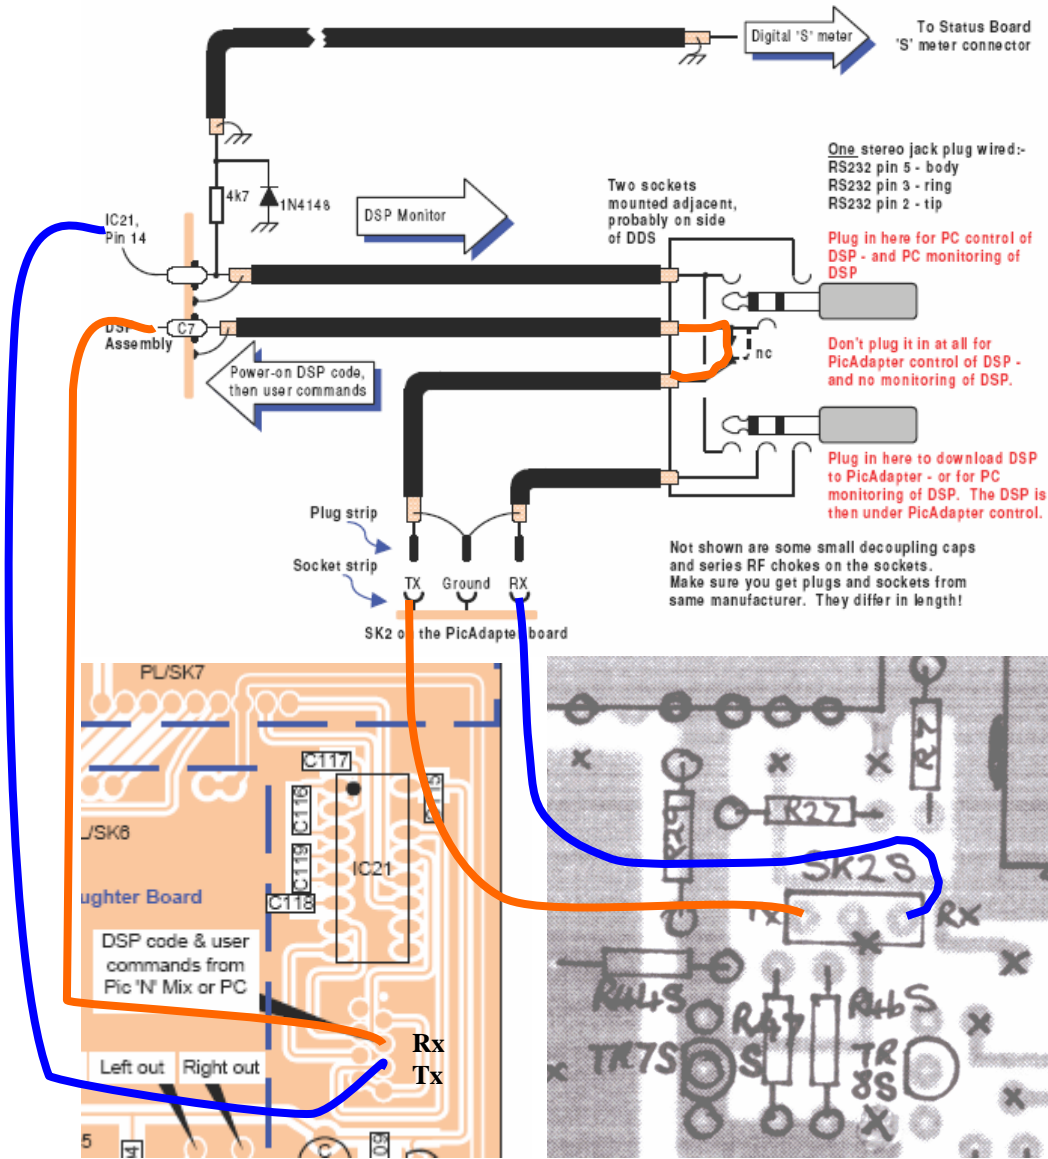 To Status Board
'S' meter connector
Digital 'S' meter
One stereo jack plug wired:-
RS232 pin 5 - body
RS232 pin 3 - ring
RS232 pin 2 - tip
4k7
1N4148
DSP Monitor
Two sockets
mounted adjacent,
probably on side
of DDS
IC21,
Pin 14
Plug in here for PC control of
DSP - and PC monitoring of
DSP
C7
Assembly
nc
Don't plug it in at all for
PicAdapter control of DSP -
and no monitoring of DSP.
Power-on DSP code,
then user commands
Plug in here to download DSP
to PicAdapter - or for PC
monitoring of DSP. The DSP is
then under PicAdapter control.
Plug strip
Socket strip
TX Ground RX
SK2 on the PicAdapter board
Not shown are some small decoupling caps
and series RF chokes on the sockets.
Make sure you get plugs and sockets from
same manufacturer. They differ in length!
PL/SK7
C117
C116
C119
IC21
C118
/SK6
ughter Board
DSP code & user
commands from
Pic 'N' Mix or PC
Rx
Tx
Left out
Right out
5
C
09
R7
R27
R29
SK2S
Rx
R44S
R47
S
R46S
TR7S
TR
8S